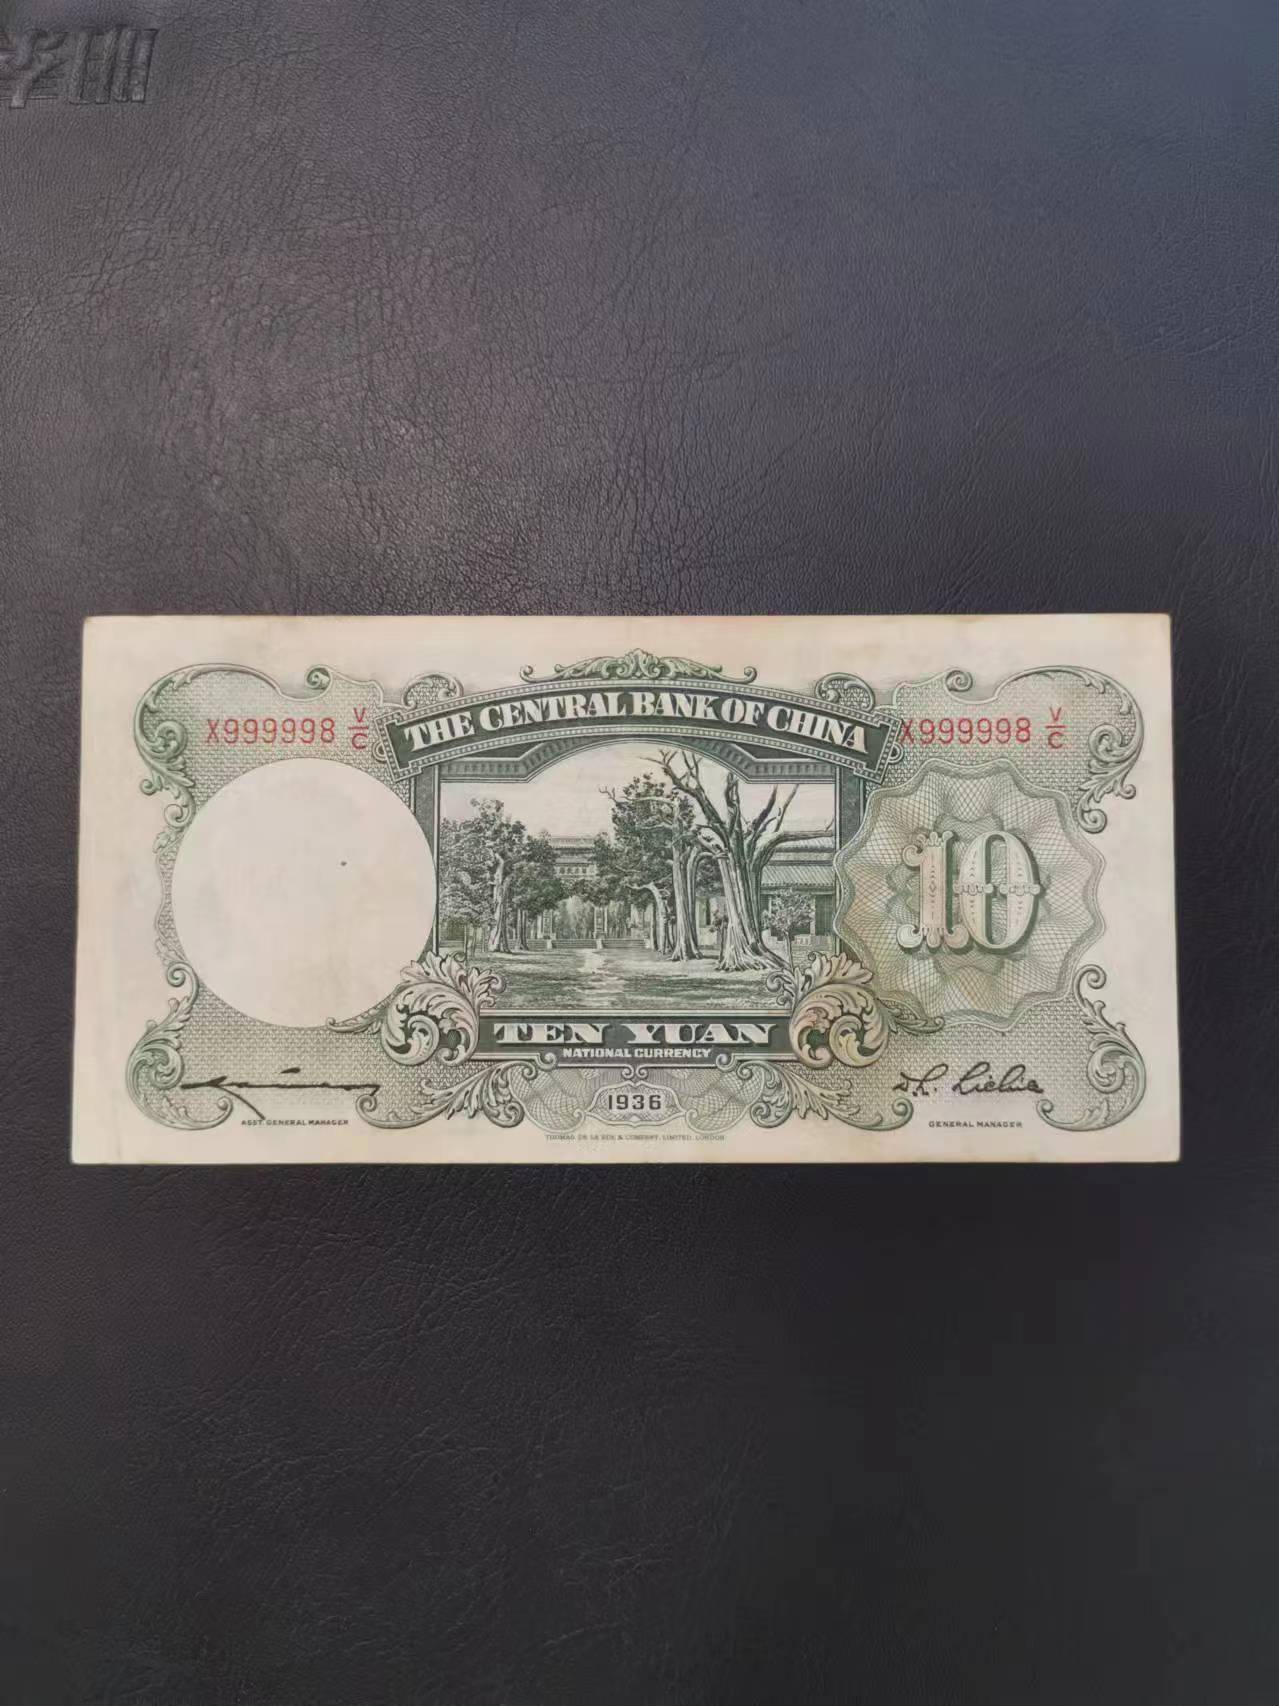 X999998 V/C
X999998 V/C
THE CENTRAL BANK OF CHINA
10
TEN YUAN
NATIONAL CURRENCY
1936
ASST. GENERAL MANAGER
GENERAL MANAGER
THOMAS DE LA RUE & COMPANY, LIMITED, LONDON